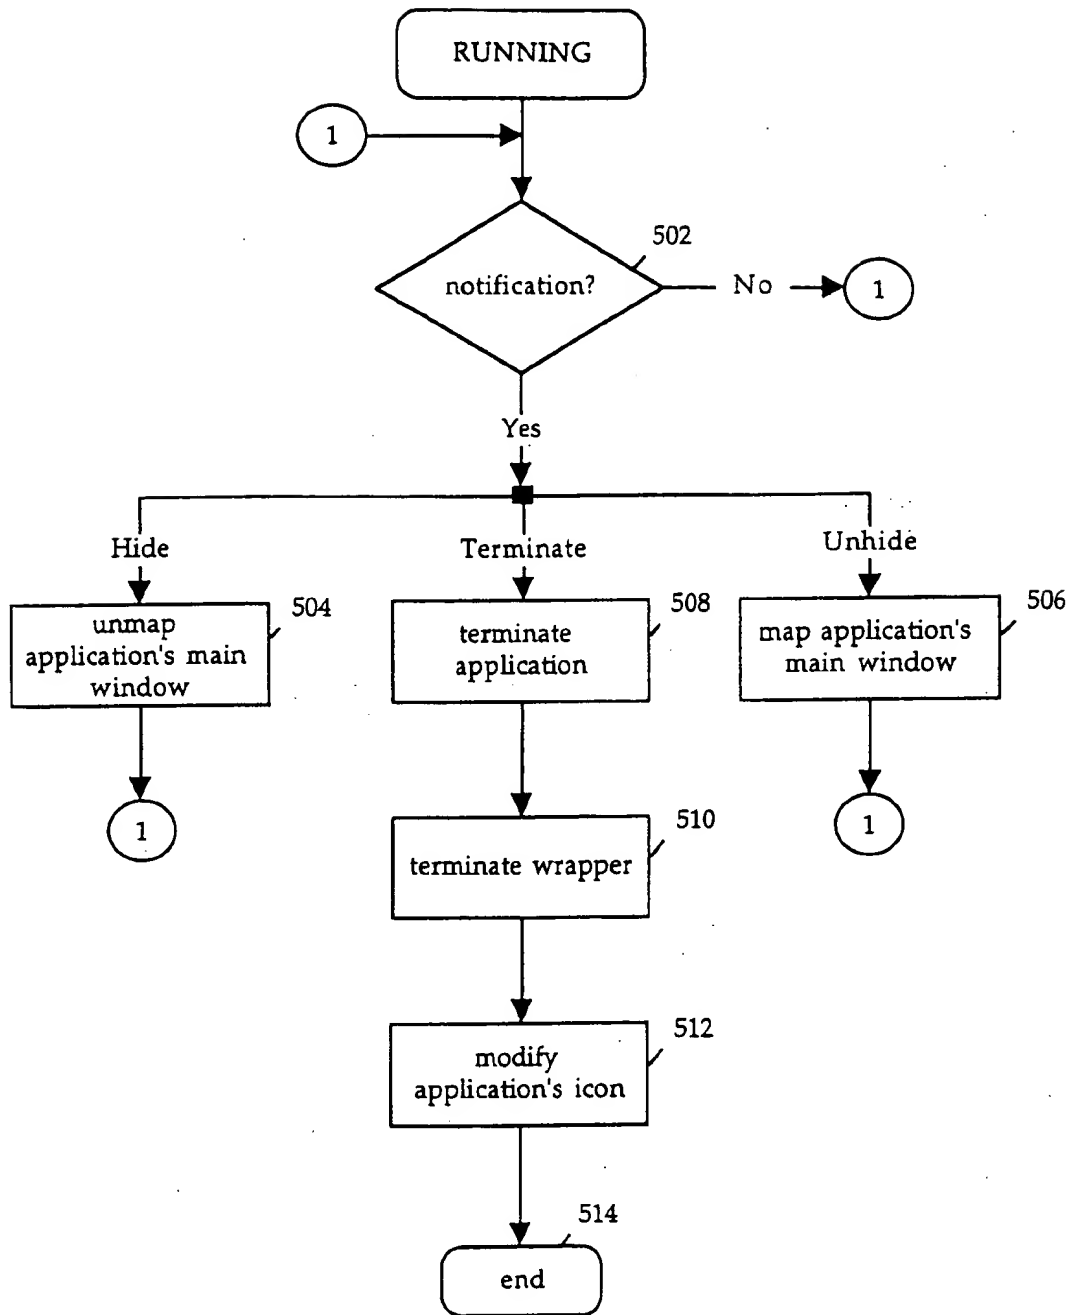 RUNNING
1
502
notification?
No
1
Yes
Hide
Terminate
Unhide
504
unmap
application's main
window
508
terminate
application
506
map application's
main window
1
1
510
terminate wrapper
512
modify
application's icon
514
end